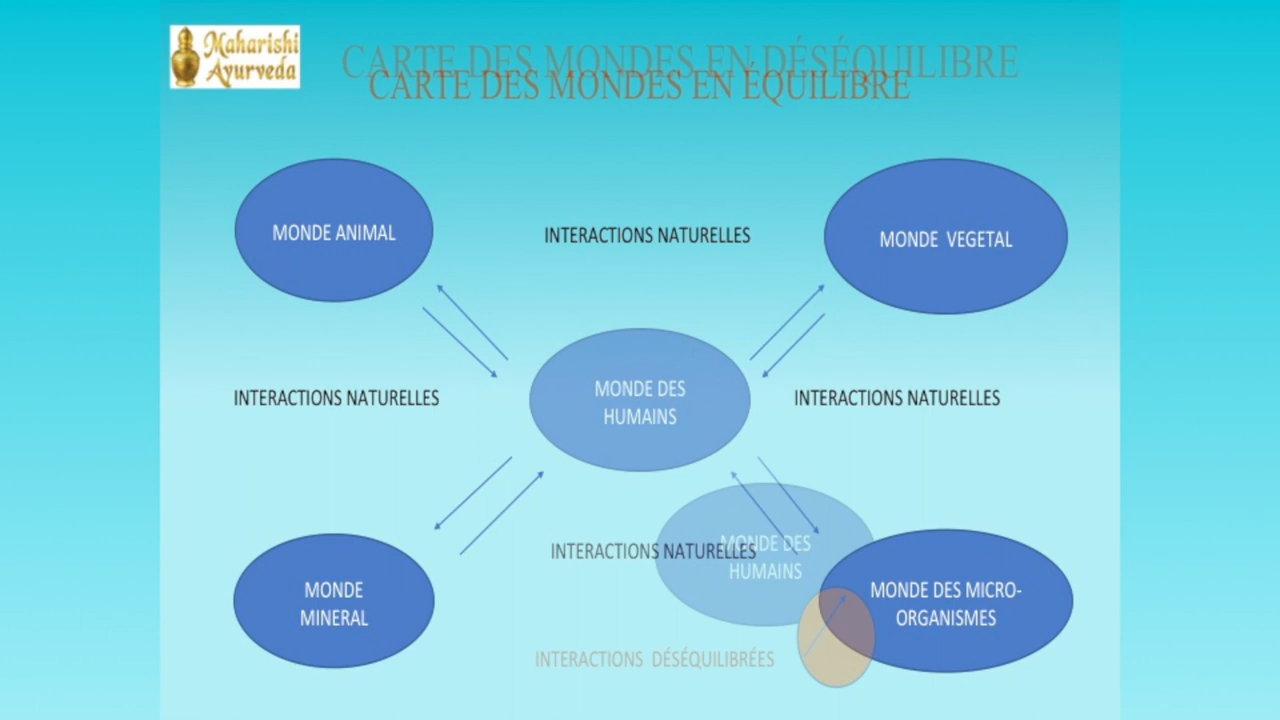 Maharishi
Ayurveda
CARTE DES MONDES EN DÉSÉQUILIBRE
CARTE DES MONDES EN ÉQUILIBRE
MONDE ANIMAL
INTERACTIONS NATURELLES
MONDE VEGETAL
MONDE DES
HUMAINS
INTERACTIONS NATURELLES
INTERACTIONS NATURELLES
INTERACTIONS NATURELLES
MONDE DES
HUMAINS
MONDE
MINERAL
MONDE DES MICRO-
ORGANISMES
INTERACTIONS DÉSÉQUILIBRÉES